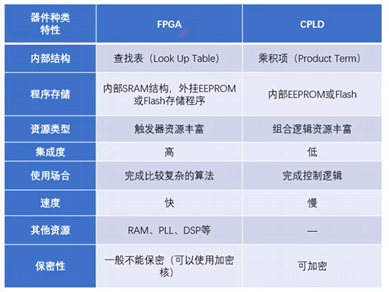 器件种类
特性
FPGA
CPLD
内部结构
查找表（Look Up Table）
乘积项（Product Term）
程序存储
内部SRAM结构，外挂EEPROM
或Flash存储程序
内部EEPROM或Flash
资源类型
触发器资源丰富
组合逻辑资源丰富
集成度
高
低
使用场合
完成比较复杂的算法
完成控制逻辑
速度
快
慢
其他资源
RAM、PLL、DSP等
—
保密性
一般不能保密（可以使用加密
核）
可加密